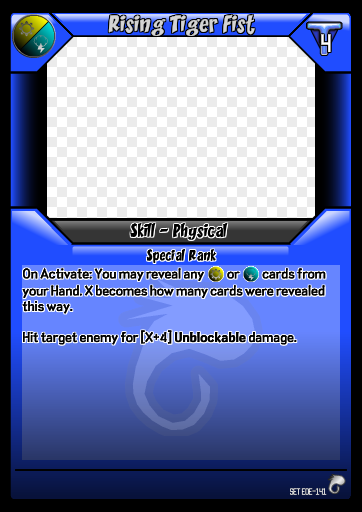 Rising Tiger Fist
4
Skill - Physical
Special Rank
On Activate: You may reveal any or cards from
your Hand. X becomes how many cards were revealed
this way.
Hit target enemy for [X+4] Unblockable damage.
SET EOE-141